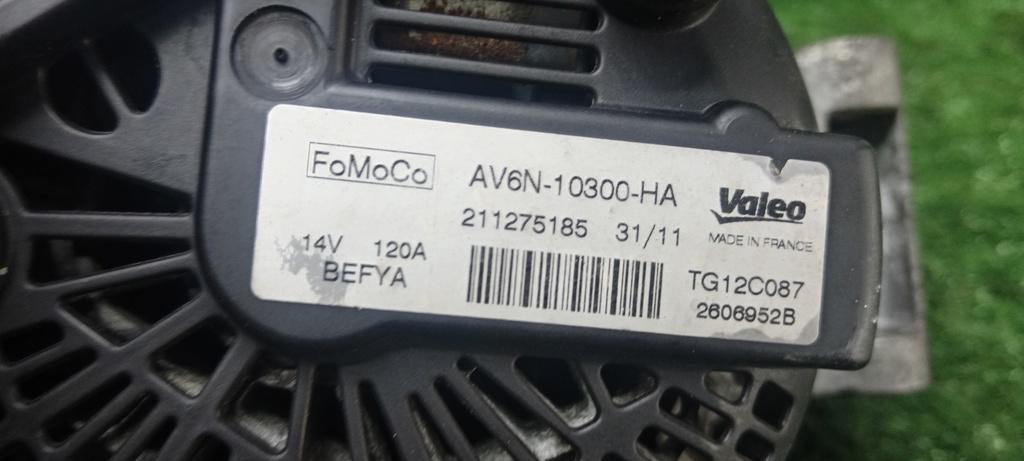 FoMoCo
AV6N-10300-HA
Valeo
211275185 31/11
MADE IN FRANCE
14V 120A
BEFYA
TG12C087
2606952B